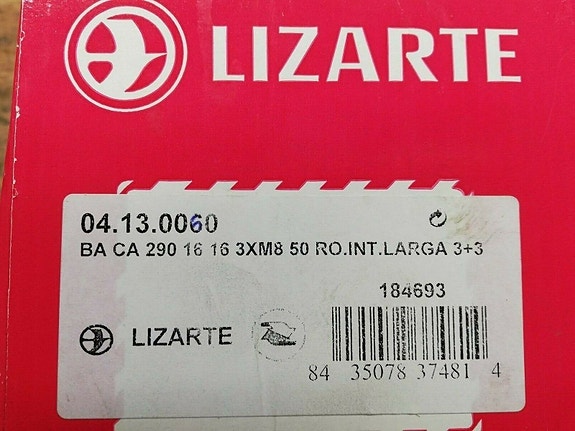 LIZARTE
04.13.0060
BA CA 290 16 16 3XM8 50 RO.INT.LARGA 3+3
184693
LIZARTE
84 35078 37481 4